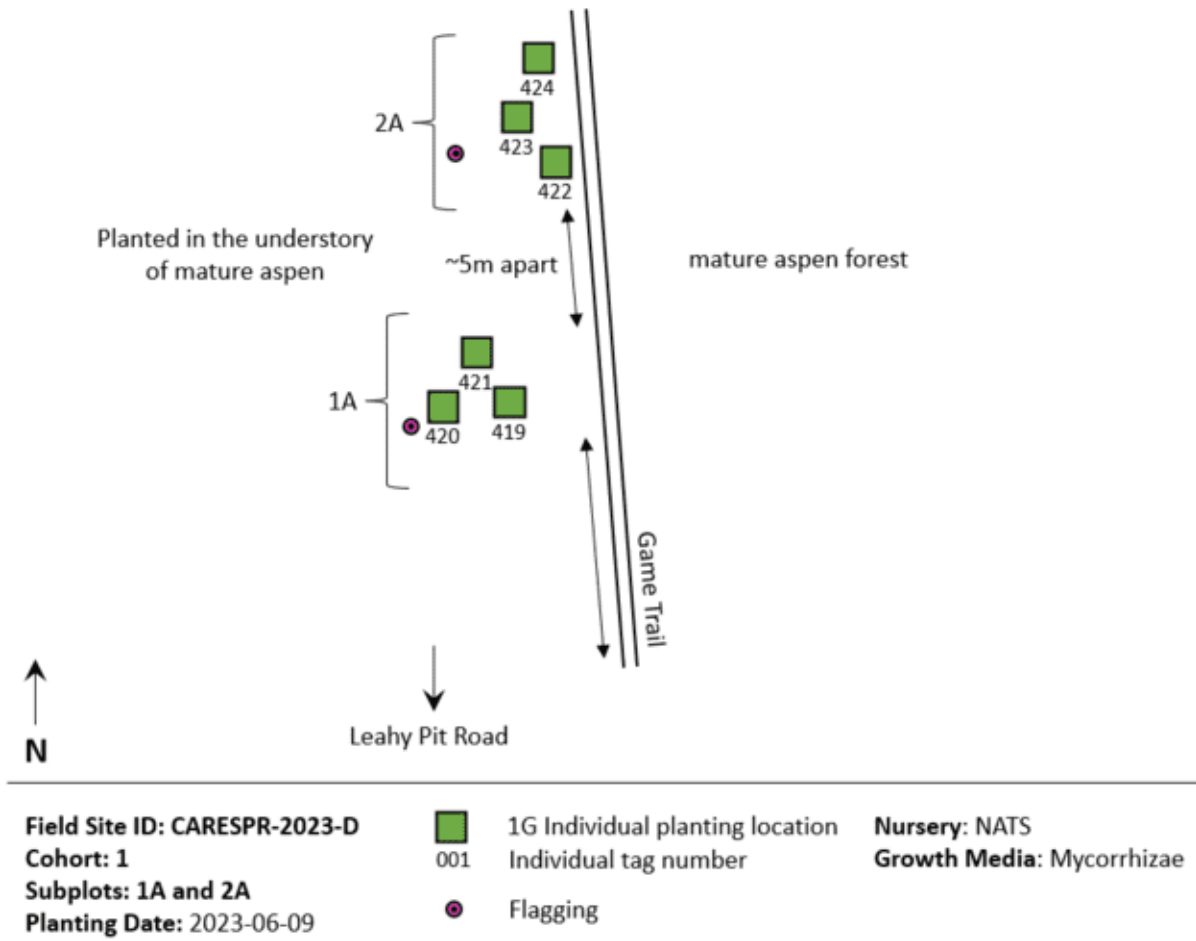 424
2A
423
422
Planted in the understory
of mature aspen
~5m apart
mature aspen forest
421
1A
420
419
Game Trail
N
Leahy Pit Road
Field Site ID: CARESPR-2023-D
Cohort: 1
Subplots: 1A and 2A
Planting Date: 2023-06-09
1G Individual planting location
001 Individual tag number
Flagging
Nursery: NATS
Growth Media: Mycorrhizae